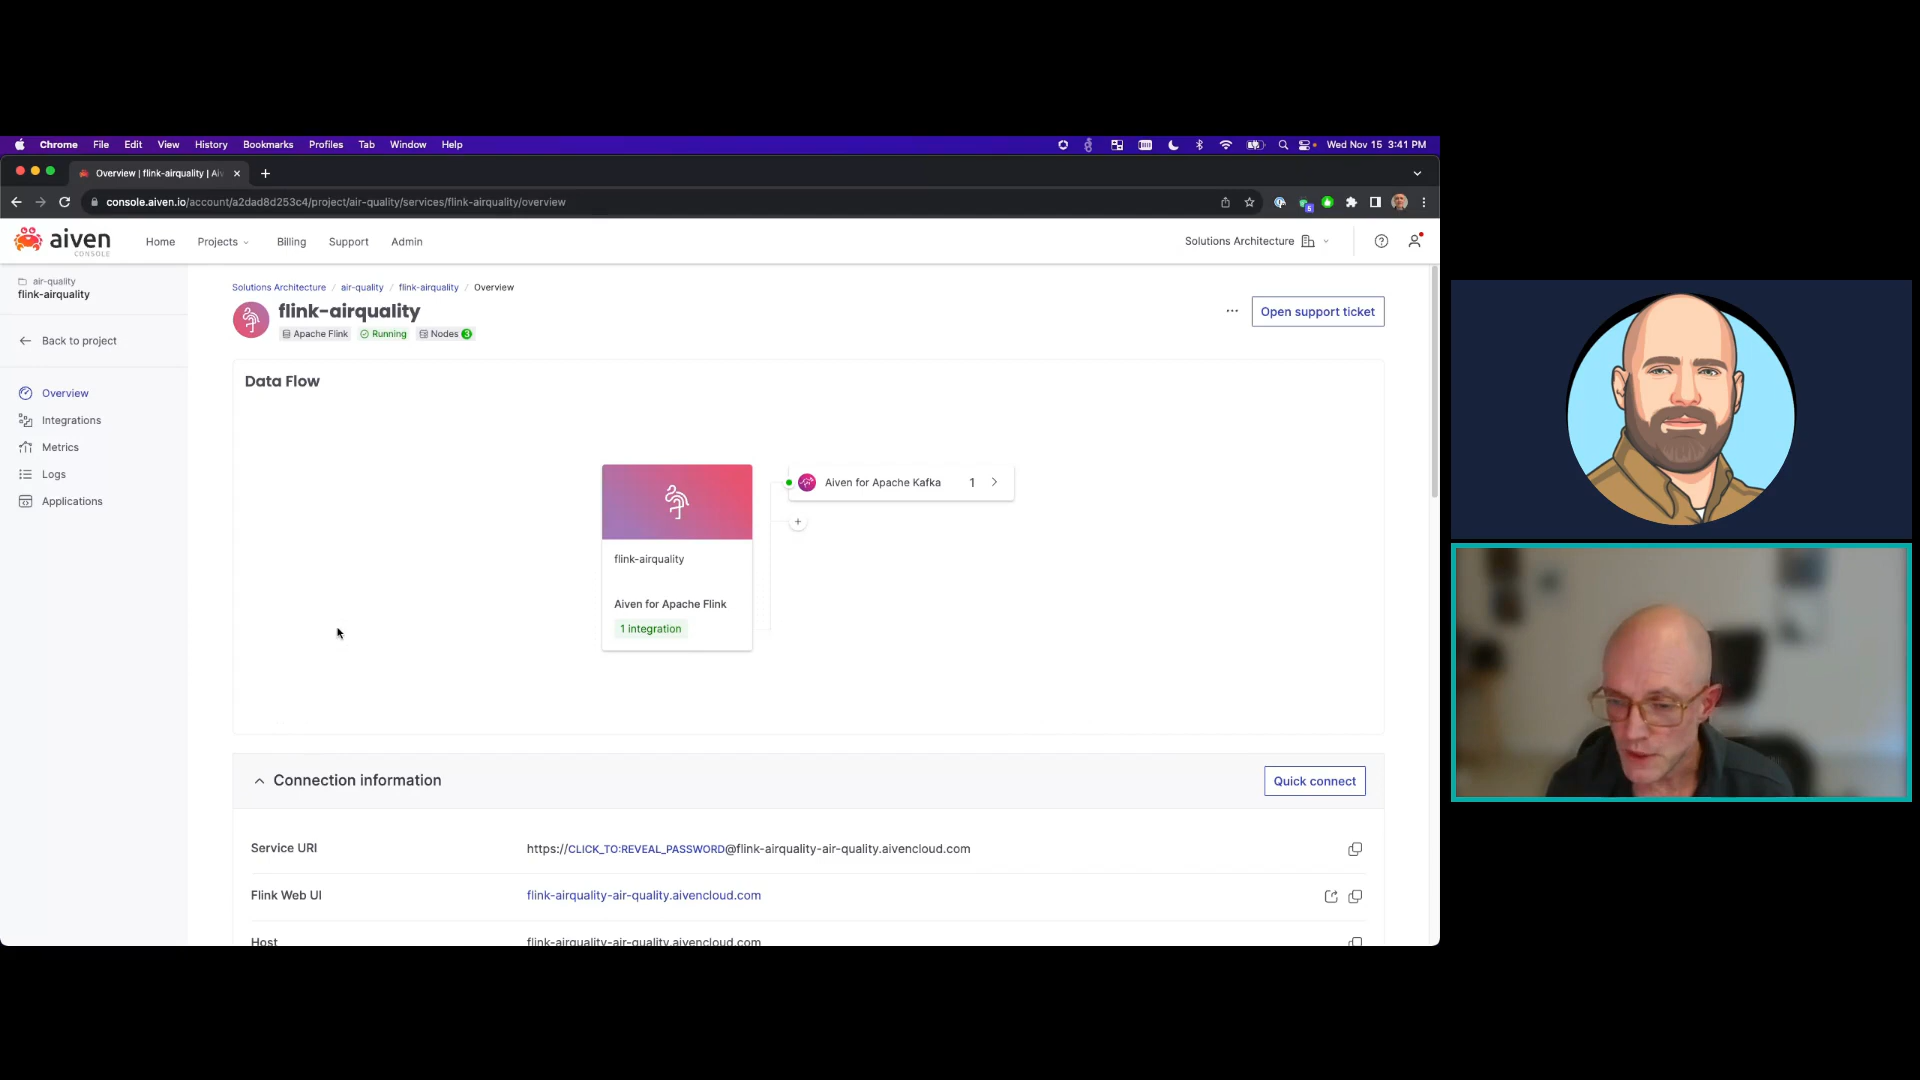 Chrome File Edit View History Bookmarks Profiles Tab Window Help Wed Nov 15 3:41 PM
Overview | flink-airquality | Ai
console.aiven.io/account/a2dad8d253c4/project/air-quality/services/flink-airquality/overview
5
aiven
CONSOLE
Home Projects Billing Support Admin Solutions Architecture
air-quality
flink-airquality
Back to project
Overview
Integrations
Metrics
Logs
Applications
Solutions Architecture / air-quality / flink-airquality / Overview
flink-airquality
Apache Flink Running Nodes 3
Open support ticket
Data Flow
Aiven for Apache Kafka 1
flink-airquality
Aiven for Apache Flink
1 integration
Connection information
Quick connect
Service URI https://CLICK_TO:REVEAL_PASSWORD@flink-airquality-air-quality.aivencloud.com
Flink Web UI flink-airquality-air-quality.aivencloud.com
Host flink-airquality-air-quality.aivencloud.com